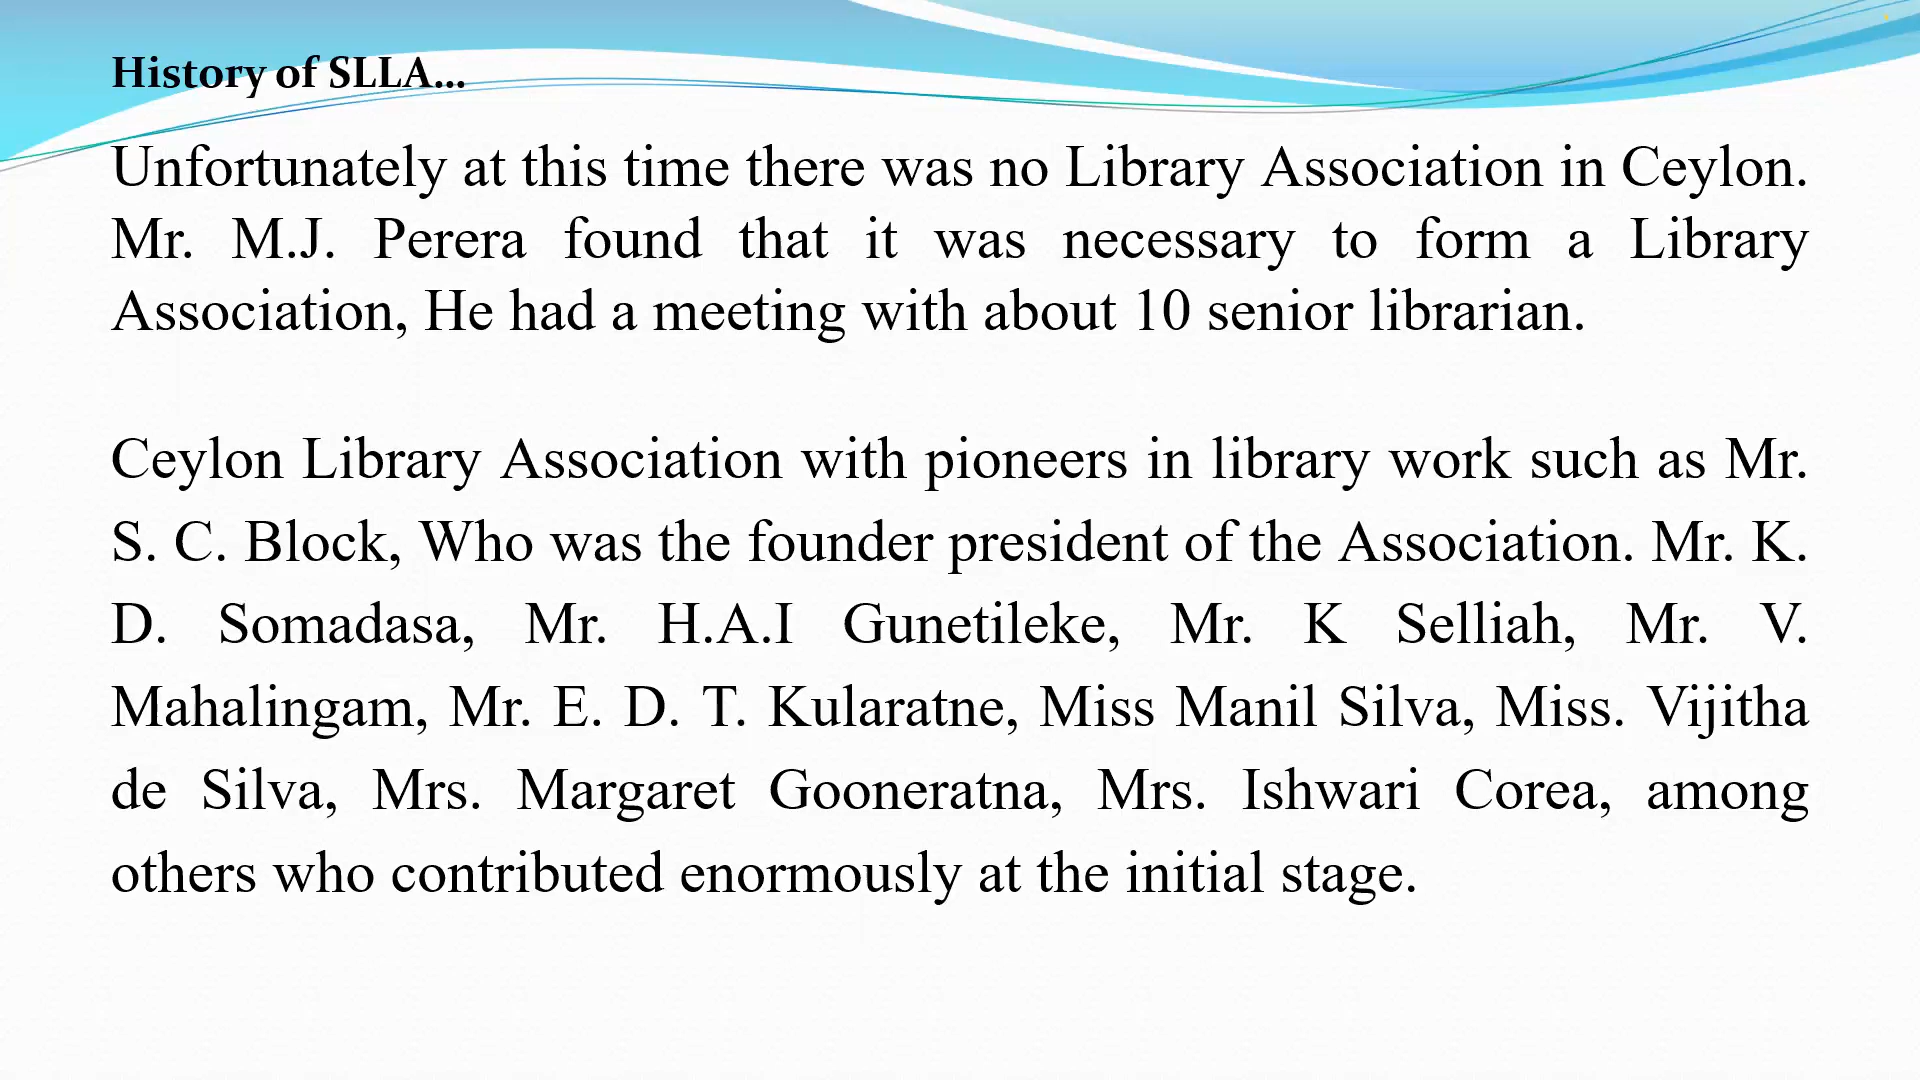 History of SLLA...
Unfortunately at this time there was no Library Association in Ceylon.
Mr. M.J. Perera found that it was necessary to form a Library
Association, He had a meeting with about 10 senior librarian.
Ceylon Library Association with pioneers in library work such as Mr.
S. C. Block, Who was the founder president of the Association. Mr. K.
D. Somadasa, Mr. H.A.I Gunetileke, Mr. K Selliah, Mr. V.
Mahalingam, Mr. E. D. T. Kularatne, Miss Manil Silva, Miss. Vijitha
de Silva, Mrs. Margaret Gooneratna, Mrs. Ishwari Corea, among
others who contributed enormously at the initial stage.